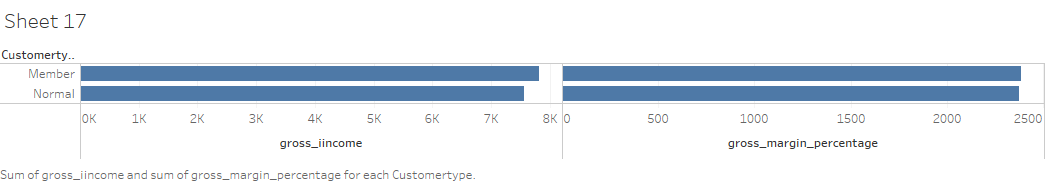 Sheet 17
Customerty..
Member
Normal
0K 1K 2K 3K 4K 5K 6K 7K 8K 0 500 1000 1500 2000 2500
gross_iincome gross_margin_percentage
Sum of gross_iincome and sum of gross_margin_percentage for each Customertype.